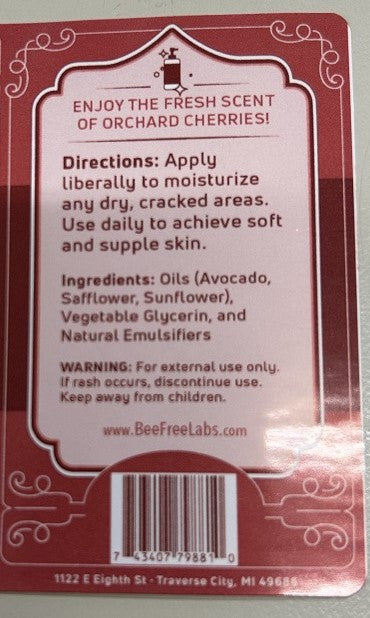 ENJOY THE FRESH SCENT
OF ORCHARD CHERRIES!
Directions: Apply
liberally to moisturize
any dry, cracked areas.
Use daily to achieve soft
and supple skin.
Ingredients: Oils (Avocado,
Safflower, Sunflower),
Vegetable Glycerin, and
Natural Emulsifiers
WARNING: For external use only.
If rash occurs, discontinue use.
Keep away from children.
www.BeeFreeLabs.com
7 43407 79881 0
1122 E Eighth St · Traverse City, MI 49686